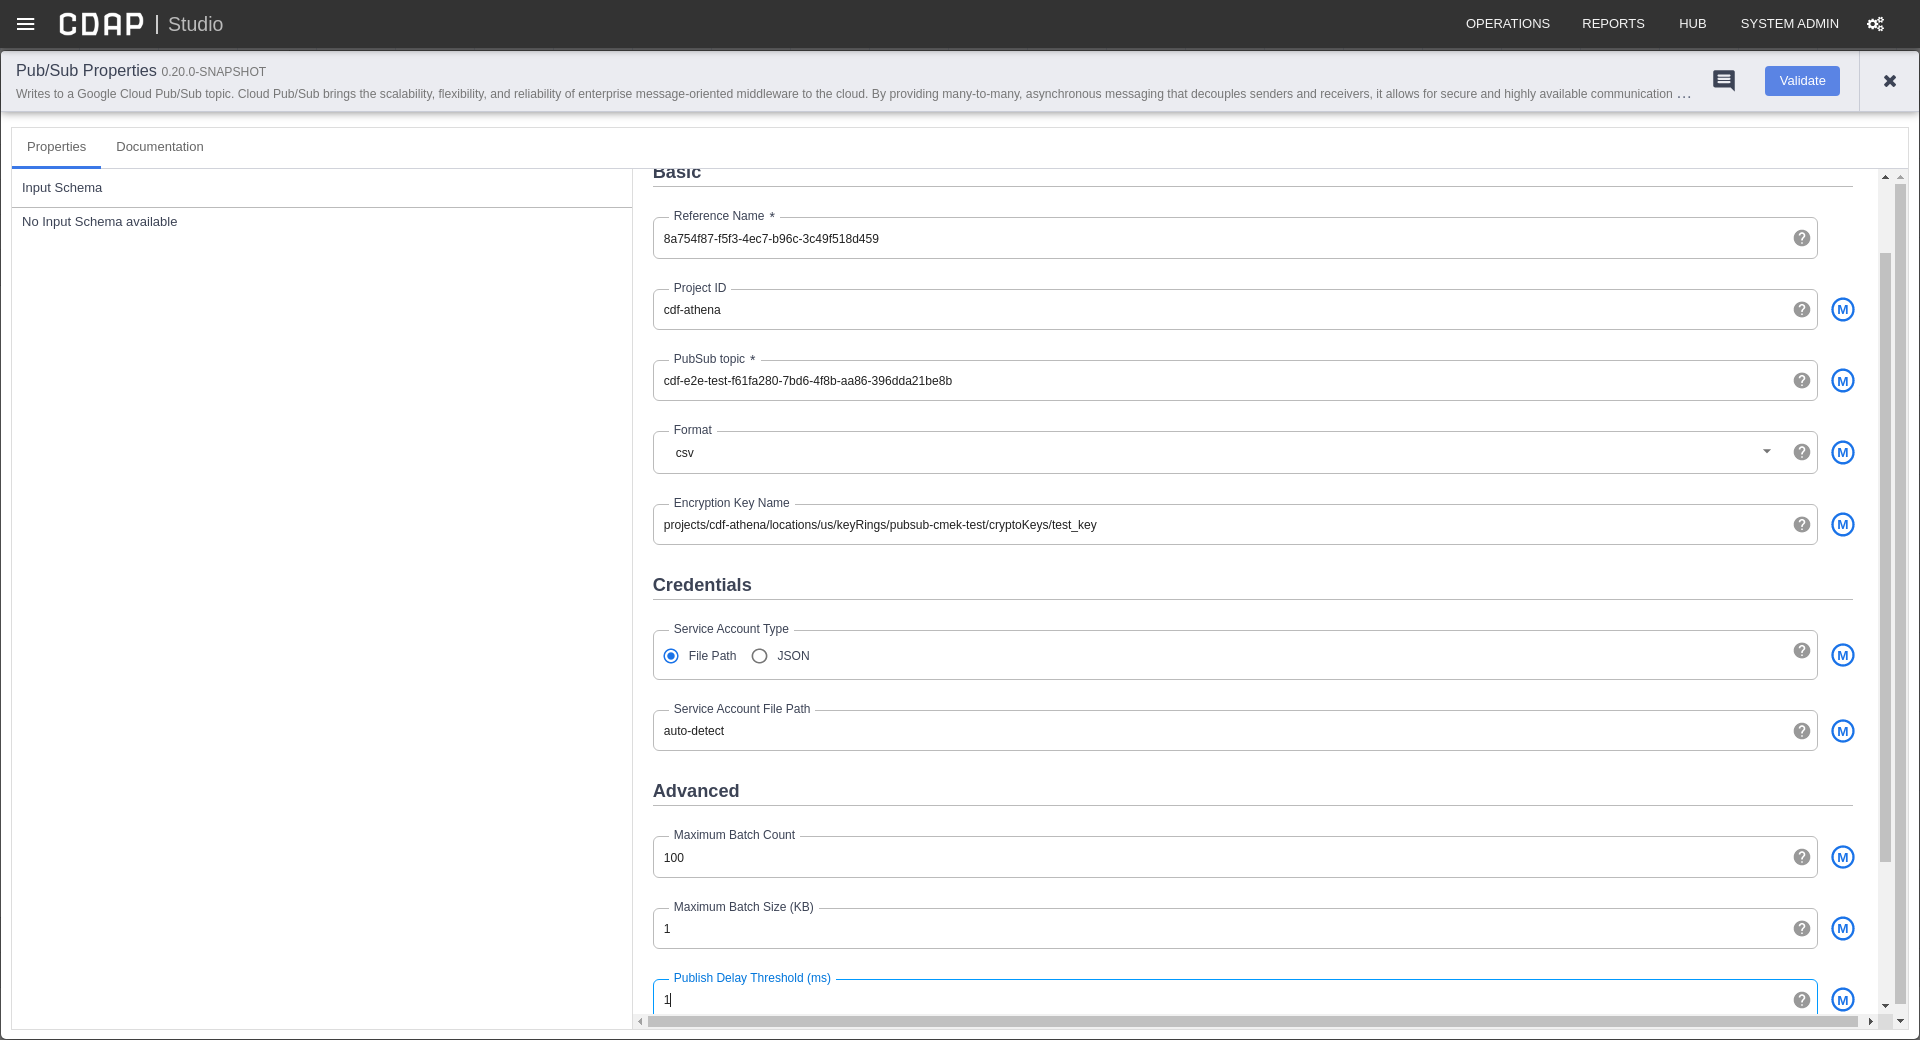 CDAP | Studio
OPERATIONS REPORTS HUB SYSTEM ADMIN
Pub/Sub Properties 0.20.0-SNAPSHOT
Writes to a Google Cloud Pub/Sub topic. Cloud Pub/Sub brings the scalability, flexibility, and reliability of enterprise message-oriented middleware to the cloud. By providing many-to-many, asynchronous messaging that decouples senders and receivers, it allows for secure and highly available communication ...
Validate
Properties Documentation
Input Schema
No Input Schema available
Basic
Reference Name *
8a754f87-f5f3-4ec7-b96c-3c49f518d459
Project ID
cdf-athena
M
PubSub topic *
cdf-e2e-test-f61fa280-7bd6-4f8b-aa86-396dda21be8b
M
Format
csv
M
Encryption Key Name
projects/cdf-athena/locations/us/keyRings/pubsub-cmek-test/cryptoKeys/test_key
M
Credentials
Service Account Type
File Path JSON
M
Service Account File Path
auto-detect
M
Advanced
Maximum Batch Count
100
M
Maximum Batch Size (KB)
1
M
Publish Delay Threshold (ms)
1
M